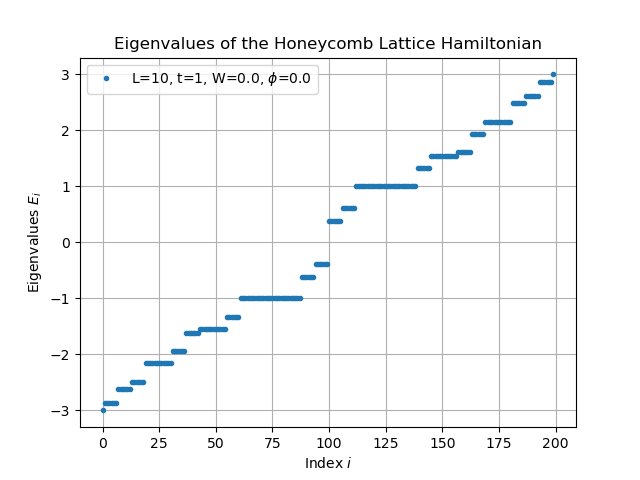 Eigenvalues of the Honeycomb Lattice Hamiltonian
L=10, t=1, W=0.0, ϕ=0.0
Eigenvalues $E_i$
3
2
1
0
−1
−2
−3
0 25 50 75 100 125 150 175 200
Index $i$